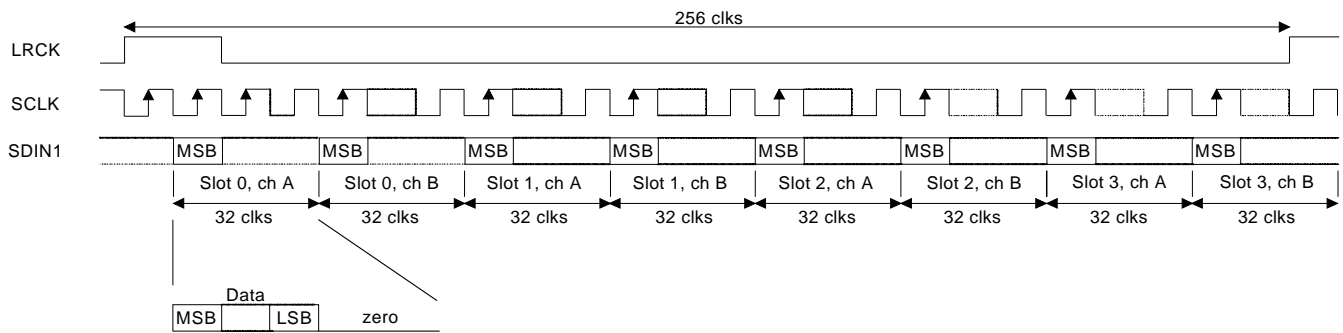 256 clks
LRCK
SCLK
SDIN1 MSB MSB MSB MSB MSB MSB MSB MSB
Slot 0, ch A Slot 0, ch B Slot 1, ch A Slot 1, ch B Slot 2, ch A Slot 2, ch B Slot 3, ch A Slot 3, ch B
32 clks 32 clks 32 clks 32 clks 32 clks 32 clks 32 clks 32 clks
Data
MSB LSB zero